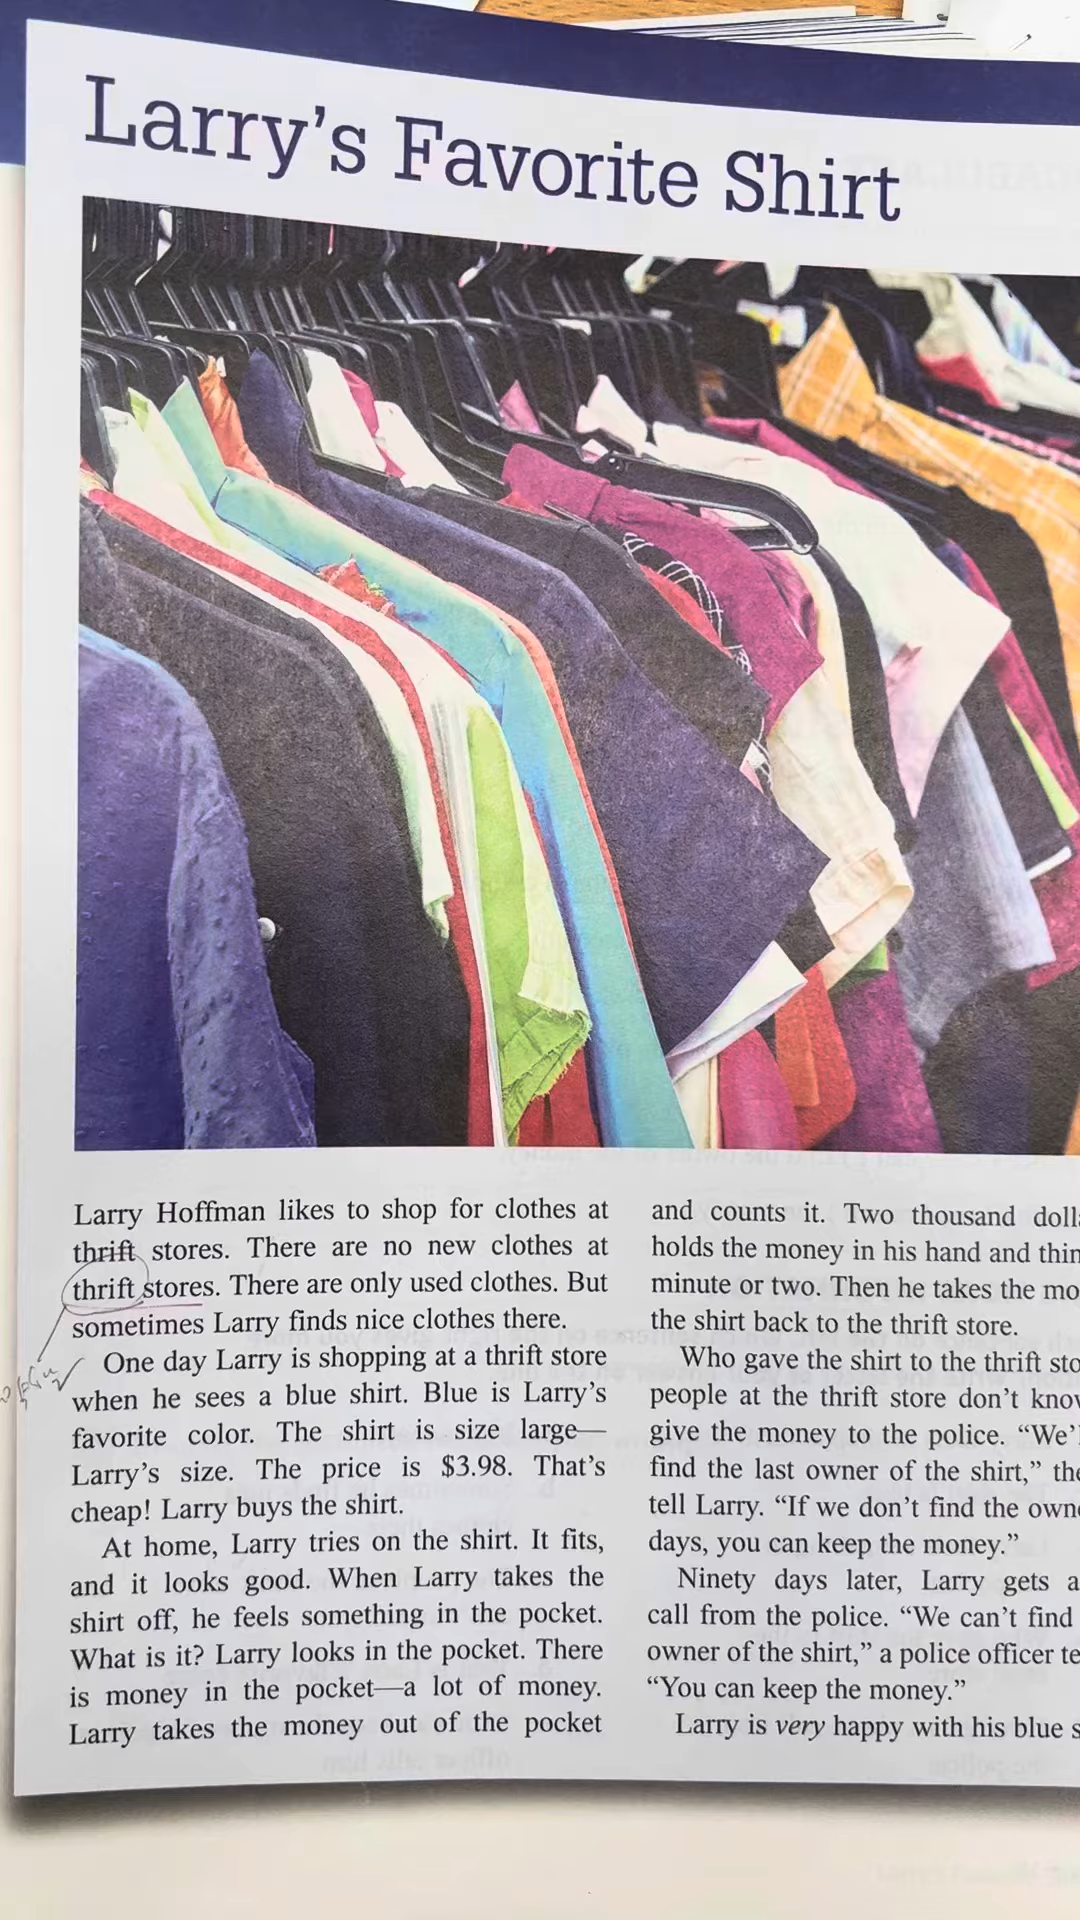 Larry's Favorite Shirt
Larry Hoffman likes to shop for clothes at
thrift stores. There are no new clothes at
thrift stores. There are only used clothes. But
sometimes Larry finds nice clothes there.
One day Larry is shopping at a thrift store
when he sees a blue shirt. Blue is Larry's
favorite color. The shirt is size large—
Larry's size. The price is $3.98. That's
cheap! Larry buys the shirt.
At home, Larry tries on the shirt. It fits,
and it looks good. When Larry takes the
shirt off, he feels something in the pocket.
What is it? Larry looks in the pocket. There
is money in the pocket—a lot of money.
Larry takes the money out of the pocket
and counts it. Two thousand
holds the money in his hand and
minute or two. Then he takes the
the shirt back to the thrift store.
Who gave the shirt to the thrift
people at the thrift store don't
give the money to the police.
find the last owner of the shirt,"
tell Larry. "If we don't find the
days, you can keep the money."
Ninety days later, Larry gets a
call from the police. "We can't find
owner of the shirt," a police officer
"You can keep the money."
Larry is very happy with his blue